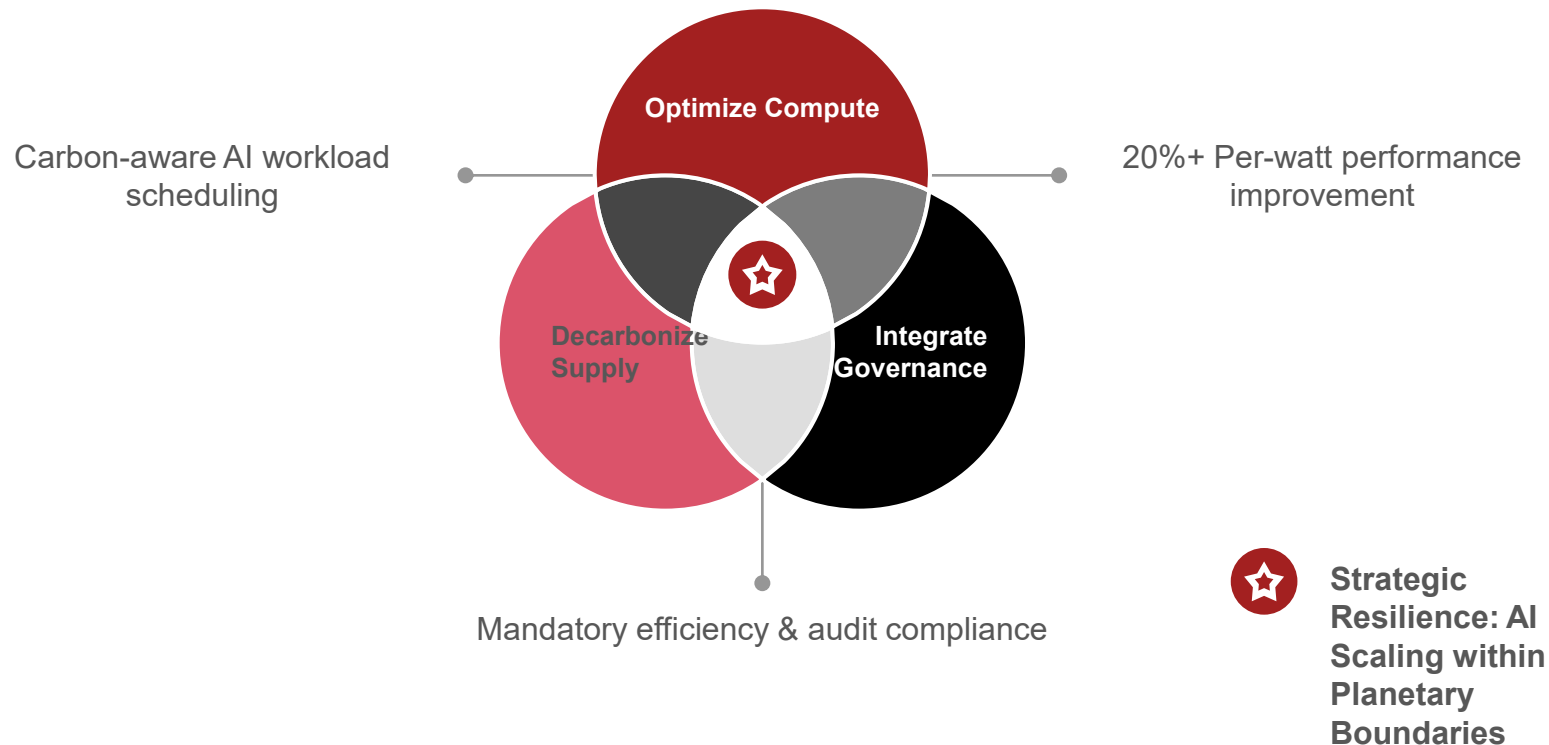 Optimize Compute
Carbon-aware AI workload
scheduling
20%+ Per-watt performance
improvement
Decarbonize
Supply
Integrate
Governance
Mandatory efficiency & audit compliance
Strategic
Resilience: AI
Scaling within
Planetary
Boundaries